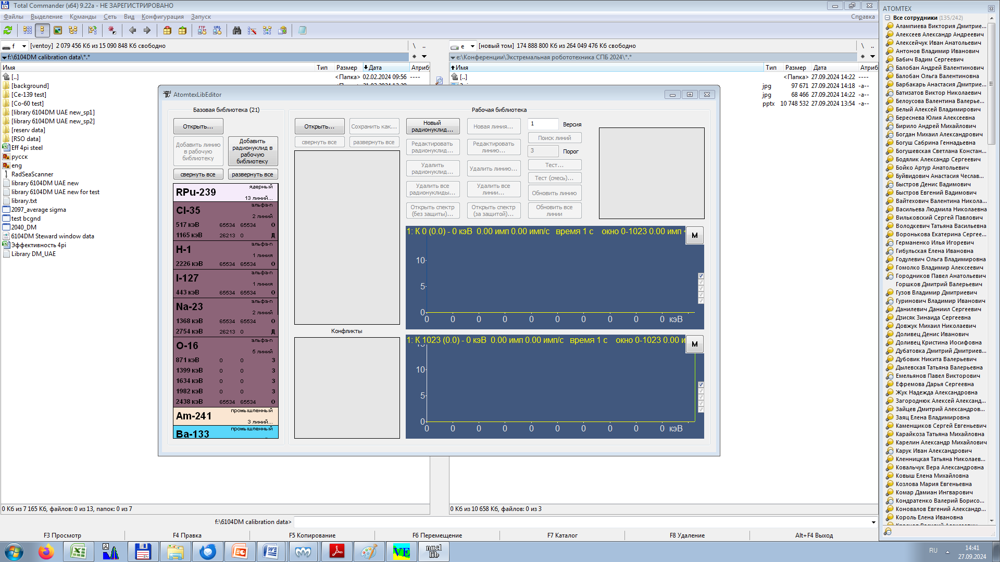 Total Commander (x64) 9.22a - НЕ ЗАРЕГИСТРИРОВАНО
Файлы Выделение Команды Сеть Вид Конфигурация Запуск Справка
f [ventoy] 2 079 456 Кб из 15 090 848 Кб свободно \ ..
f:\6104DM calibration data\*.* * 
Имя Тип Размер Дата Атриб
[..] <Папка> 02.02.2024 09:56 ----
[background]
[Ce-139 test]
[Co-60 test]
[library 6104DM UAE new_sp1]
[library 6104DM UAE new_sp2]
[reserv data]
[RSO data]
Eff 4pi steel
русск
eng
RadSeaScanner
library 6104DM UAE new
library 6104DM UAE new for test
library.txt
2097_average sigma
test bcgnd
2040_DM
6104DM Steward window data
Эффективность 4pi
Library DM_UAE
0 Кб из 7 165 Кб, файлов: 0 из 13, папок: 0 из 7
e [новый том] 174 888 800 Кб из 264 049 476 Кб свободно \ ..
e:\Конференции\Экстремальная робототехника СПБ 2024\*.* *
Имя Тип Размер Дата Атриб
[..] <Папка> 27.09.2024 14:22 ----
jpg 97 671 27.09.2024 14:18 -a--
jpg 68 466 27.09.2024 14:22 -a--
pptx 10 748 532 27.09.2024 13:54 -a--
0 Кб из 10 658 Кб, файлов: 0 из 3
AtomtexLibEditor
Базовая библиотека (21)
Открыть...
Добавить линию в рабочую библиотеку
Добавить радионуклид в рабочую библиотеку
свернуть все развернуть все
RPu-239 ядерный
13 линий...
Cl-35 альфа-n
2 линий
517 кэВ 65534 65534 О
1165 кэВ 26213 0 Д
H-1 альфа-n
1 линия
2226 кэВ 65534 65534 О
I-127 альфа-n
1 линия
443 кэВ 65534 65534 О
Na-23 альфа-n
2 линий
1368 кэВ 65534 65534 О
2754 кэВ 26213 0 Д
O-16 альфа-n
5 линий
871 кэВ 0 0 З
1399 кэВ 0 0 З
1634 кэВ 0 0 З
1982 кэВ 0 0 З
2438 кэВ 65534 65534 О
Am-241 промышленный
3 линий...
Ba-133 промышленный
Рабочая библиотека
Открыть... Сохранить как...
свернуть все развернуть все
Конфликты
Новый радионуклид... Новая линия... 1 Версия
Поиск линий
Редактировать радионуклид... Редактировать линию... 3 Порог
Удалить радионуклид... Удалить линию... Тест...
Тест (смесь)...
Удалить все радионуклиды... Удалить все линии... Обновить линию
Открыть спектр (без защиты)... Открыть спектр (за защитой)... Обновить все линии
1: К 0 (0.0) - 0 кэВ 0.00 имп 0.00 имп/с время 1 с окно 0-1023 0.00 имп
M
10
5
0
0 0 0 0 0 0 0 0 0 0 кэВ
1: К 1023 (0.0) - 0 кэВ 0.00 имп 0.00 имп/с время 1 с окно 0-1023 0.00 и
M
15
10
5
0
0 0 0 0 0 0 0 0 0 0 кэВ
f:\6104DM calibration data>
F3 Просмотр F4 Правка F5 Копирование F6 Перемещение F7 Каталог F8 Удаление Alt+F4 Выход
ATOMTEX
Все сотрудники (135/242)
Алампиева Виктория Дмитрие...
Алексеев Александр Андреевич
Алексейчук Иван Анатольевич
Антонов Владимир Иванович
Бабич Вадим Сергеевич
Балобан Андрей Валентинович
Балобан Ольга Валентиновна
Барбакарь Анастасия Дмитрие...
Батизатов Виктор Николаевич
Белоусова Валентина Валерье...
Белый Алексей Владимирович
Береснева Юлия Алексеевна
Бирило Андрей Михайлович
Богдан Михаил Александрович
Богуш Сабрина Геннадьевна
Богушевская Светлана Констан...
Бодялик Александр Сергеевич
Бойко Артур Анатольевич
Буйвидович Анастасия Чеслав...
Быстров Денис Вадимович
Быстров Евгений Вадимович
Вайтехович Валентина Никола...
Васильева Людмила Николаевна
Вильковский Сергей Павлович
Володкевич Татьяна Васильевна
Воронькова Екатерина Сергее...
Германенко Илья Игоревич
Гибульская Елена Ивановна
Годулевич Ольга Владимировна
Гомолко Владимир Алексеевич
Городников Павел Анатольевич
Горшков Дмитрий Валерьевич
Гузов Владимир Дмитриевич
Гуринович Владимир Иванович
Данилевич Даниил Сергеевич
Дзисяк Зинаида Сергеевна
Довжук Михаил Николаевич
Доливец Денис Иванович
Доливец Кристина Иосифовна
Дубатовка Дмитрий Дмитриев...
Дубовик Никита Валерьевич
Дылевская Татьяна Валерьевна
Емельянов Павел Викторович
Ефремова Дарья Сергеевна
Жук Надежда Александровна
Загороднюк Алексей Александ...
Зайцев Дмитрий Александров...
Заяц Елена Владимировна
Каменщиков Сергей Евгеньевич
Карайкоза Татьяна Михайловна
Карелин Александр Михайлович
Карук Иван Александрович
Кленницкая Татьяна Николаев...
Ковальчук Вера Александровна
Ковыш Елена Михайловна
Козлова Мария Евгеньевна
Комар Дамиан Ингварович
Кондратенко Валерий Борисо...
Коновалов Евгений Александр...
Король Елена Ивановна
VE nucl lib
RU 14:41
27.09.2024